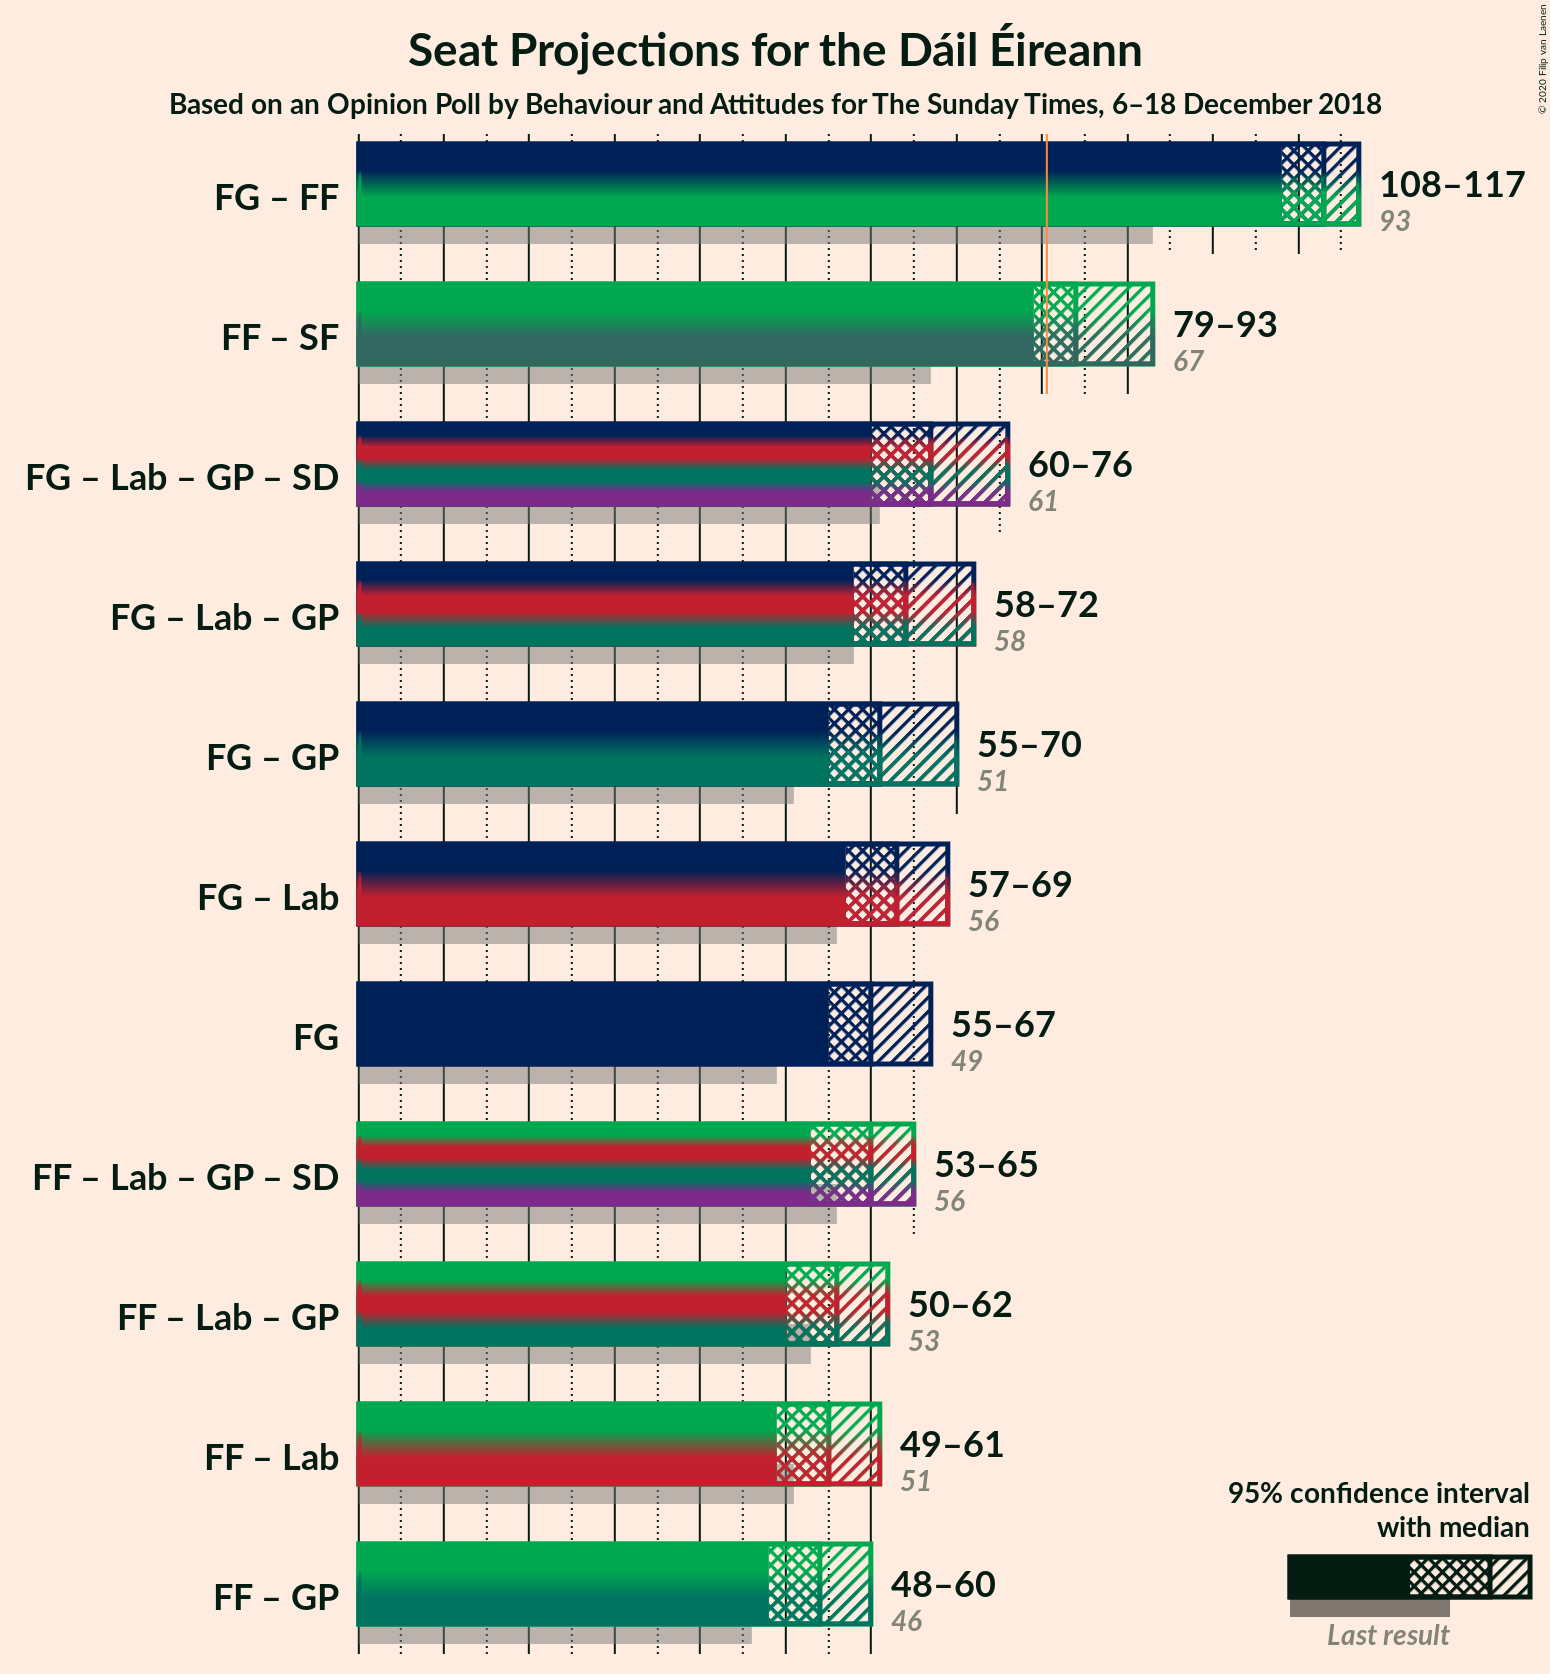 Seat Projections for the Dáil Éireann
Based on an Opinion Poll by Behaviour and Attitudes for The Sunday Times, 6–18 December 2018
© 2020 Filip van Laenen
FG – FF
108–117
93
FF – SF
79–93
67
FG – Lab – GP – SD
60–76
61
FG – Lab – GP
58–72
58
FG – GP
55–70
51
FG – Lab
57–69
56
FG
55–67
49
FF – Lab – GP – SD
53–65
56
FF – Lab – GP
50–62
53
FF – Lab
49–61
51
FF – GP
48–60
46
95% confidence interval
with median
Last result